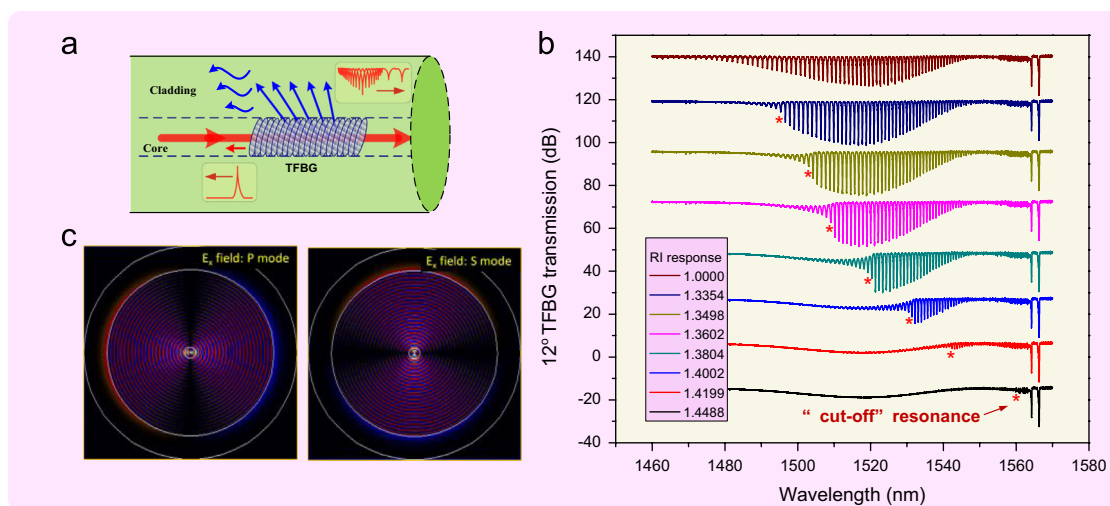 a
Cladding
Core
TFBG
b
12° TFBG transmission (dB)
140
120
100
80
60
40
20
0
-20
-40
RI response
1.0000
1.3354
1.3498
1.3602
1.3804
1.4002
1.4199
1.4488
*
*
*
*
*
*
*
*
“ cut-off” resonance
1460
1480
1500
1520
1540
1560
1580
Wavelength (nm)
c
Ex field: P mode
Ex field: S mode